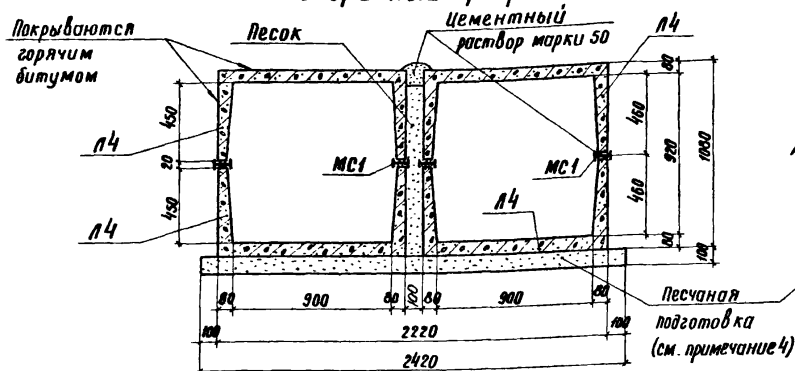 Покрываются
горячим
битумом
Песок
Цементный
раствор марки 50
Л4
Л4
Л4
МС1
МС1
Л4
450
20
450
80
460
920
1080
460
80
100
80
900
80
100
80
900
80
100
2220
100
2420
Песчаная
подготовка
(см. примечание 4)